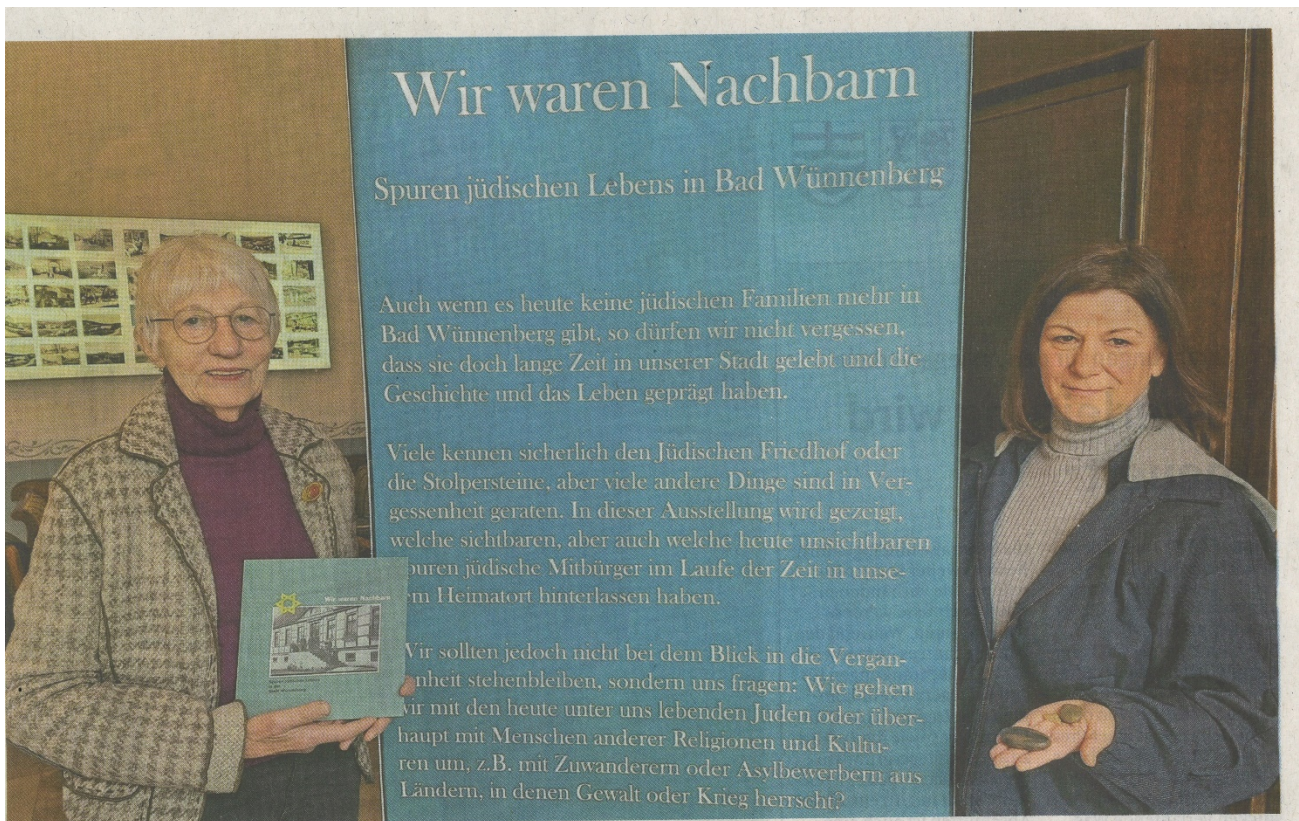 Wir waren Nachbarn
Spuren jüdischen Lebens in Bad Wünnenberg
Auch wenn es heute keine jüdischen Familien mehr in
Bad Wünnenberg gibt, so dürfen wir nicht vergessen,
dass sie doch lange Zeit in unserer Stadt gelebt und die
Geschichte und das Leben geprägt haben.
Viele kennen sicherlich den Jüdischen Friedhof oder
die Stolpersteine, aber viele andere Dinge sind in Ver-
gessenheit geraten. In dieser Ausstellung wird gezeigt,
welche sichtbaren, aber auch welche heute unsichtbaren
puren jüdische Mitbürger im Laufe der Zeit in unse-
em Heimatort hinterlassen haben.
Wir sollten jedoch nicht bei dem Blick in die Vergan-
enheit stehenbleiben, sondern uns fragen: Wie gehen
wir mit den heute unter uns lebenden Juden oder über-
haupt mit Menschen anderer Religionen und Kultu-
ren um, z.B. mit Zuwanderern oder Asylbewerbern aus
Ländern, in denen Gewalt oder Krieg herrscht?
Wir waren Nachbarn
wird